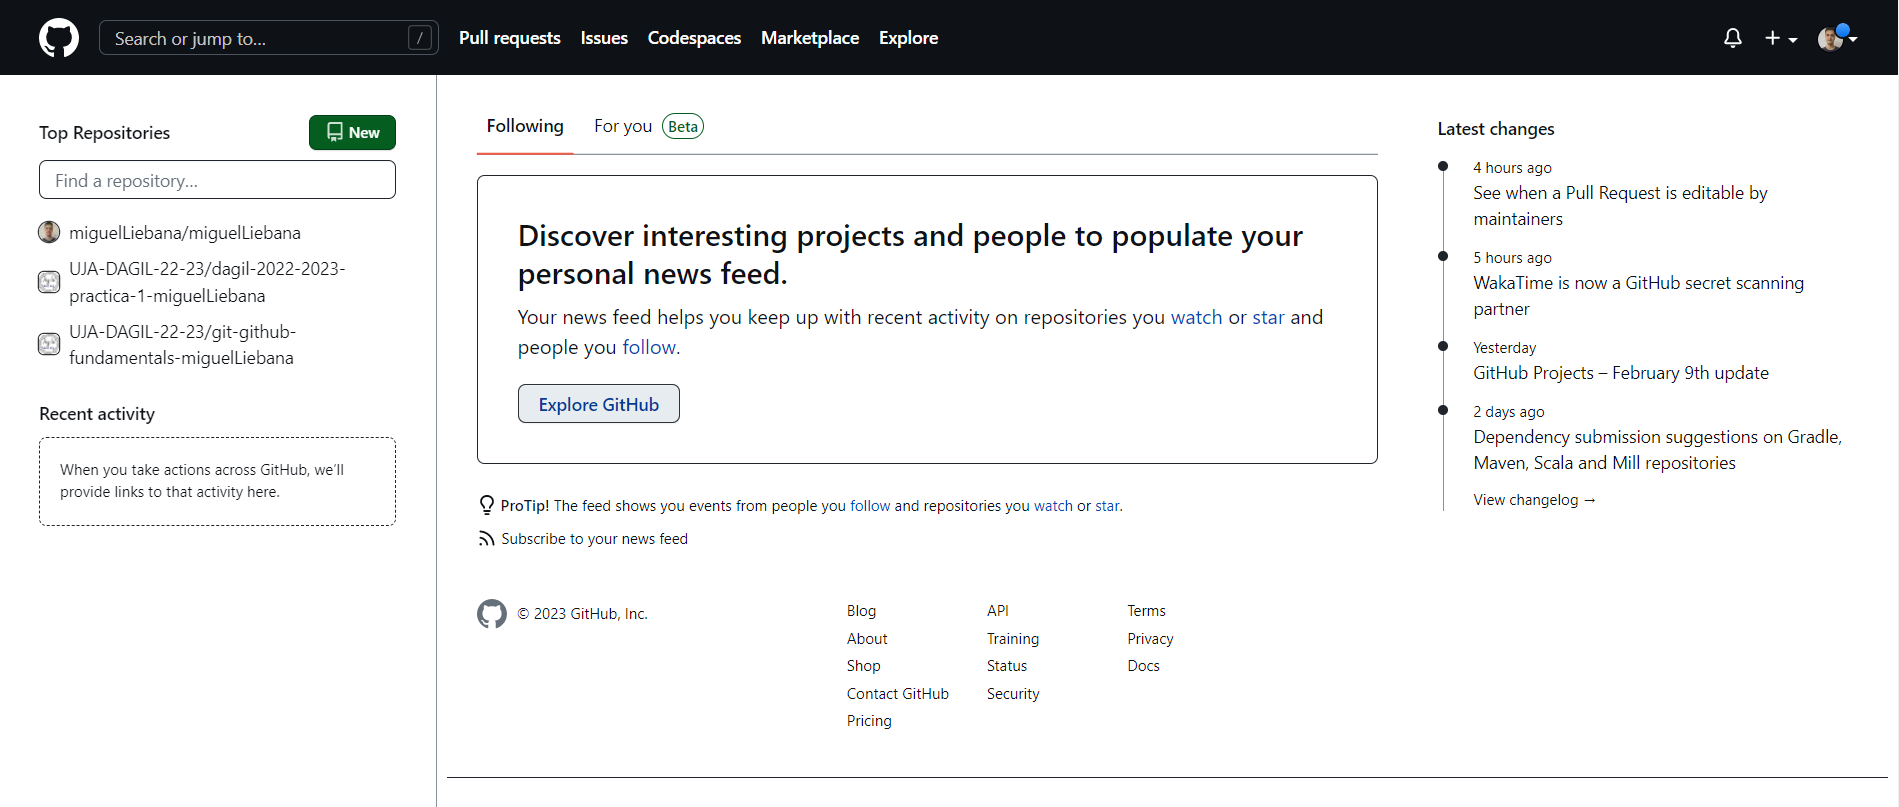 Search or jump to...
/
Pull requests
Issues
Codespaces
Marketplace
Explore
Top Repositories
New
Find a repository...
miguelLiebana/miguelLiebana
UJA-DAGIL-22-23/dagil-2022-2023-
practica-1-miguelLiebana
UJA-DAGIL-22-23/git-github-
fundamentals-miguelLiebana
Recent activity
When you take actions across GitHub, we’ll
provide links to that activity here.
Following
For you
Beta
Discover interesting projects and people to populate your
personal news feed.
Your news feed helps you keep up with recent activity on repositories you watch or star and
people you follow.
Explore GitHub
ProTip! The feed shows you events from people you follow and repositories you watch or star.
Subscribe to your news feed
© 2023 GitHub, Inc.
Blog
About
Shop
Contact GitHub
Pricing
API
Training
Status
Security
Terms
Privacy
Docs
Latest changes
4 hours ago
See when a Pull Request is editable by
maintainers
5 hours ago
WakaTime is now a GitHub secret scanning
partner
Yesterday
GitHub Projects – February 9th update
2 days ago
Dependency submission suggestions on Gradle,
Maven, Scala and Mill repositories
View changelog →